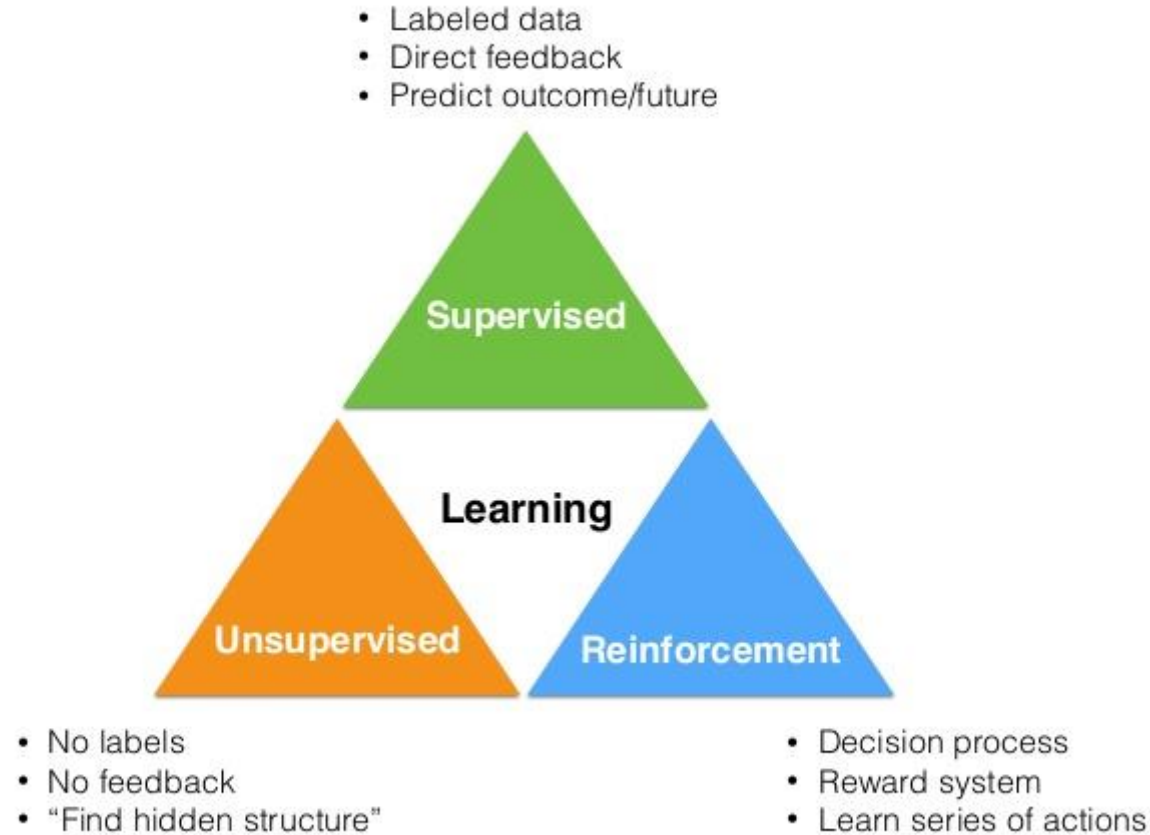 • Labeled data
• Direct feedback
• Predict outcome/future
Supervised
Learning
Unsupervised
Reinforcement
• No labels
• No feedback
• “Find hidden structure”
• Decision process
• Reward system
• Learn series of actions